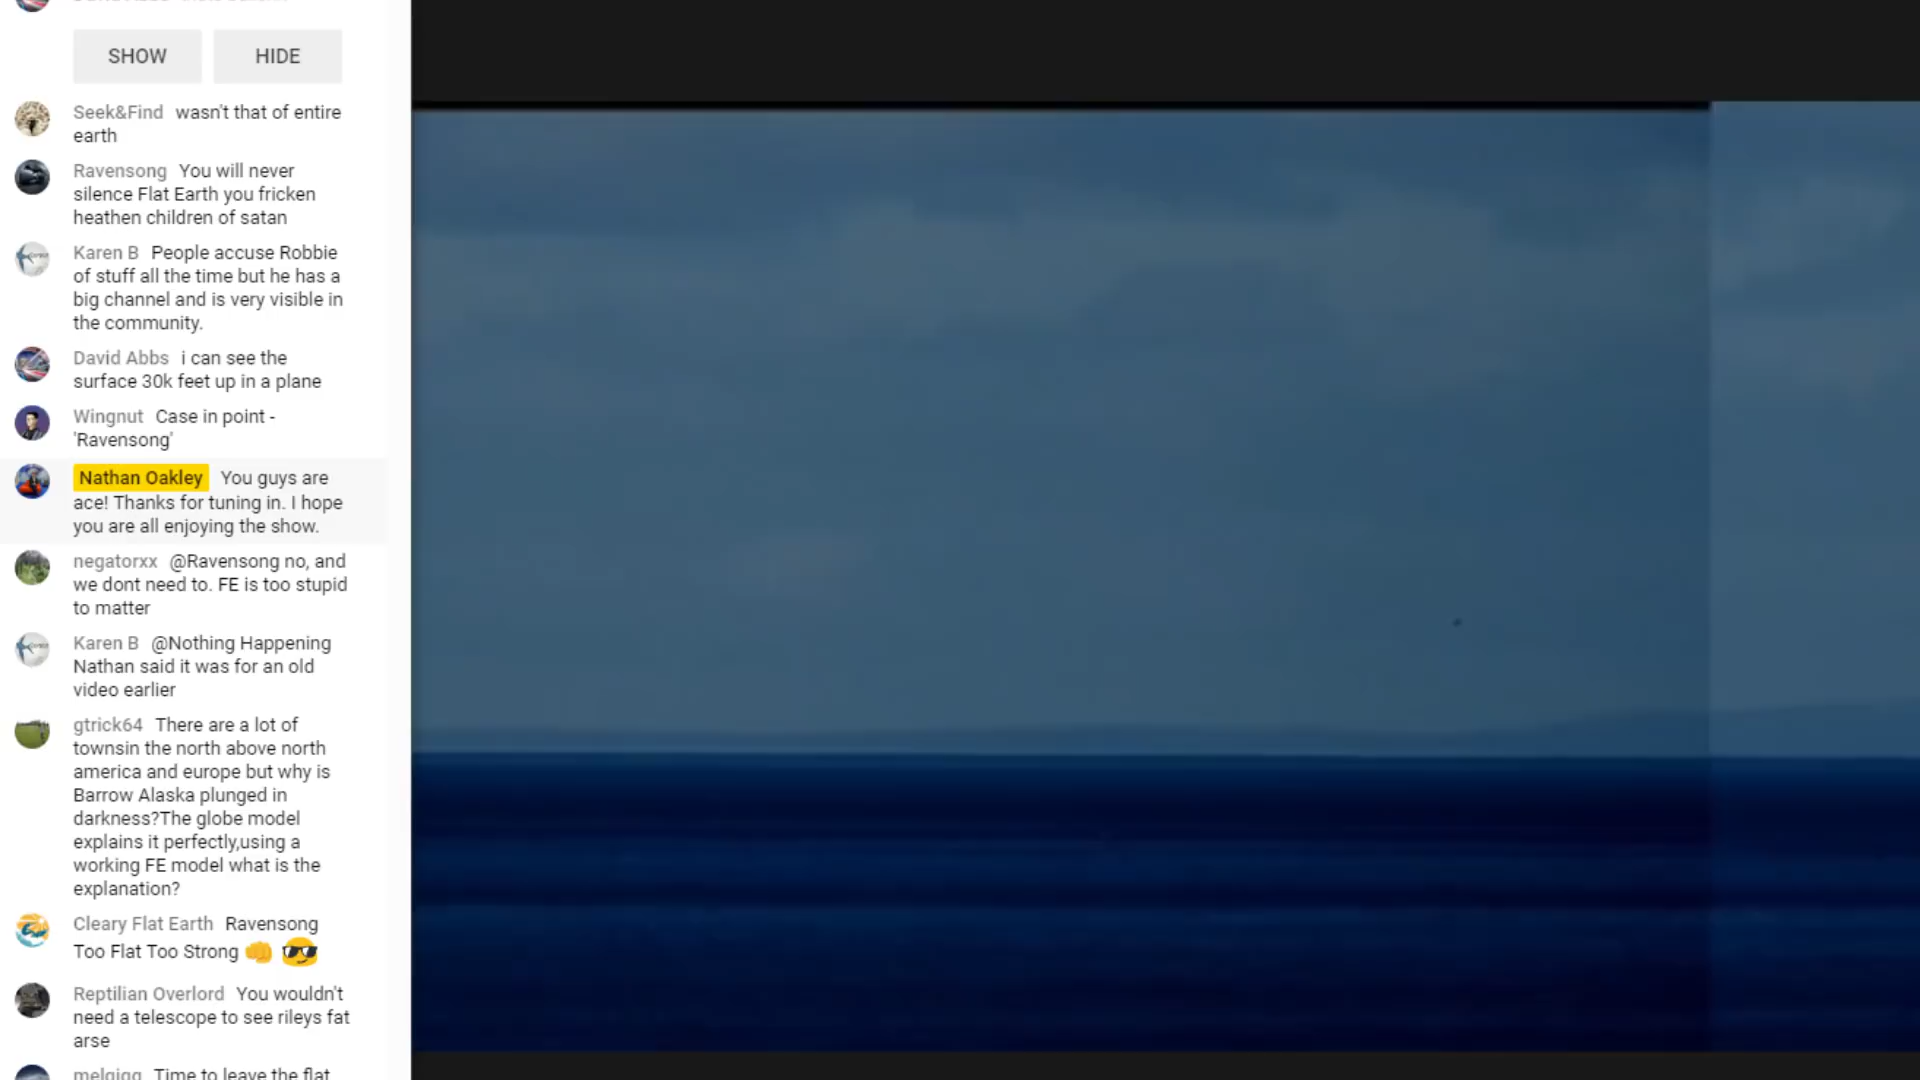 SHOW HIDE
Seek&Find wasn't that of entire
earth
Ravensong You will never
silence Flat Earth you fricken
heathen children of satan
Karen B People accuse Robbie
of stuff all the time but he has a
big channel and is very visible in
the community.
David Abbs i can see the
surface 30k feet up in a plane
Wingnut Case in point -
'Ravensong'
Nathan Oakley You guys are
ace! Thanks for tuning in. I hope
you are all enjoying the show.
negatorxx @Ravensong no, and
we dont need to. FE is too stupid
to matter
Karen B @Nothing Happening
Nathan said it was for an old
video earlier
gtrick64 There are a lot of
townsin the north above north
america and europe but why is
Barrow Alaska plunged in
darkness?The globe model
explains it perfectly,using a
working FE model what is the
explanation?
Cleary Flat Earth Ravensong
Too Flat Too Strong 👊 😎
Reptilian Overlord You wouldn't
need a telescope to see rileys fat
arse
Time to leave the flat